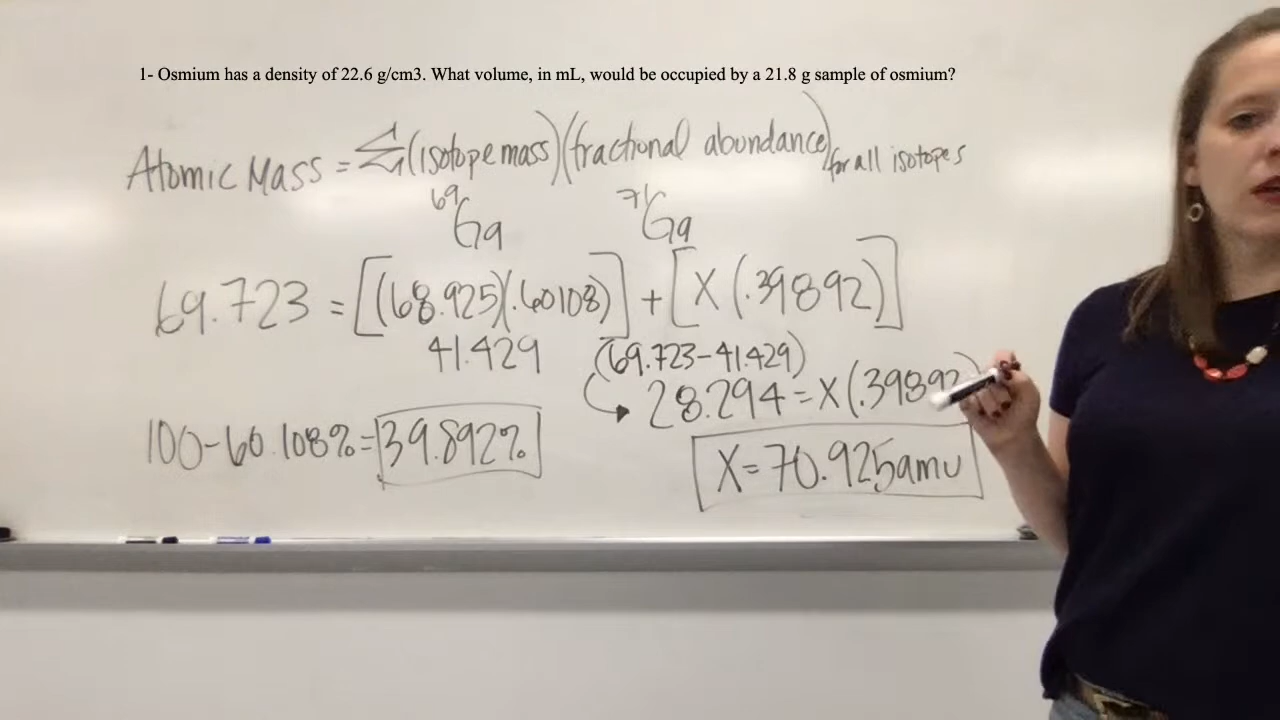 1- Osmium has a density of 22.6 g/cm3. What volume, in mL, would be occupied by a 21.8 g sample of osmium?
Atomic Mass = Σ(isotope mass)(fractional abundance) for all isotopes
⁶⁹Ga ⁷¹Ga
69.723 = [(68.925)(.60108)] + [X (.39892)]
41.429 (69.723-41.429)
28.294 = X (.39892)
100-60.108% = 39.892%
X = 70.925amu